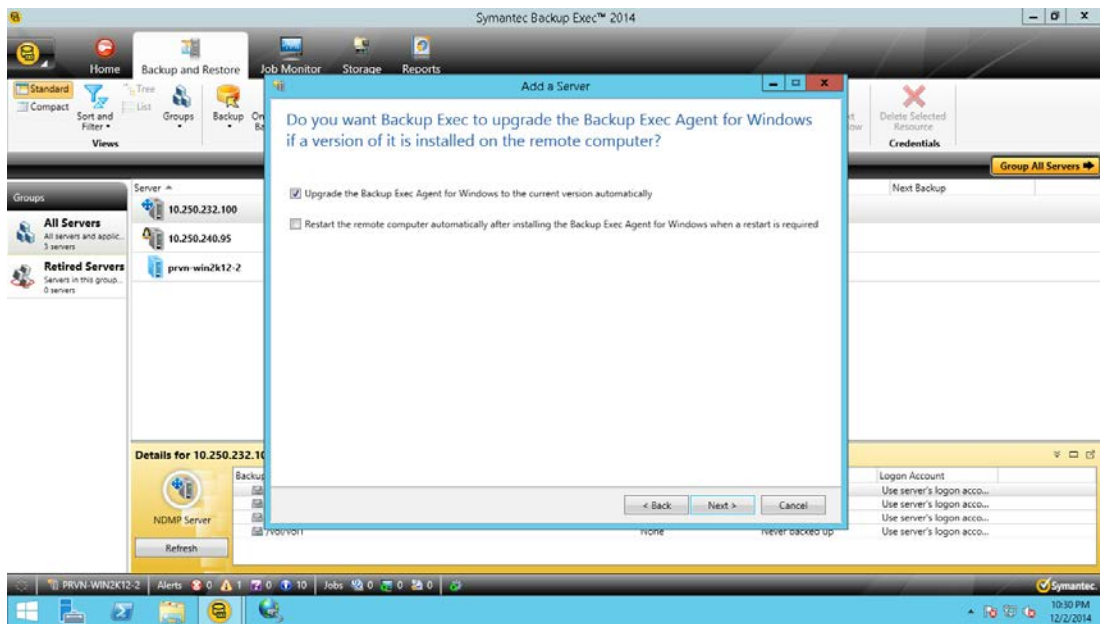 Symantec Backup Exec™ 2014
Home
Backup and Restore
Job Monitor
Storage
Reports
Standard
Compact
Sort and
Filter
Views
Tree
List
Groups
Backup
Delete Selected
Resource
Credentials
Group All Servers
Groups
All Servers
All servers and applic...
3 servers
Retired Servers
Servers in this group...
0 servers
Server
10.250.232.100
10.250.240.95
prvn-win2k12-2
Next Backup
Add a Server
Do you want Backup Exec to upgrade the Backup Exec Agent for Windows
if a version of it is installed on the remote computer?
Upgrade the Backup Exec Agent for Windows to the current version automatically
Restart the remote computer automatically after installing the Backup Exec Agent for Windows when a restart is required
< Back
Next >
Cancel
Details for 10.250.232.10
NDMP Server
Refresh
Backup
/vol/vol1
None
Never backed up
Logon Account
Use server's logon acco...
Use server's logon acco...
Use server's logon acco...
Use server's logon acco...
PRVN-WIN2K12-2
Alerts 0 1 0 10
Jobs 0 0 0
Symantec.
10:30 PM
12/2/2014